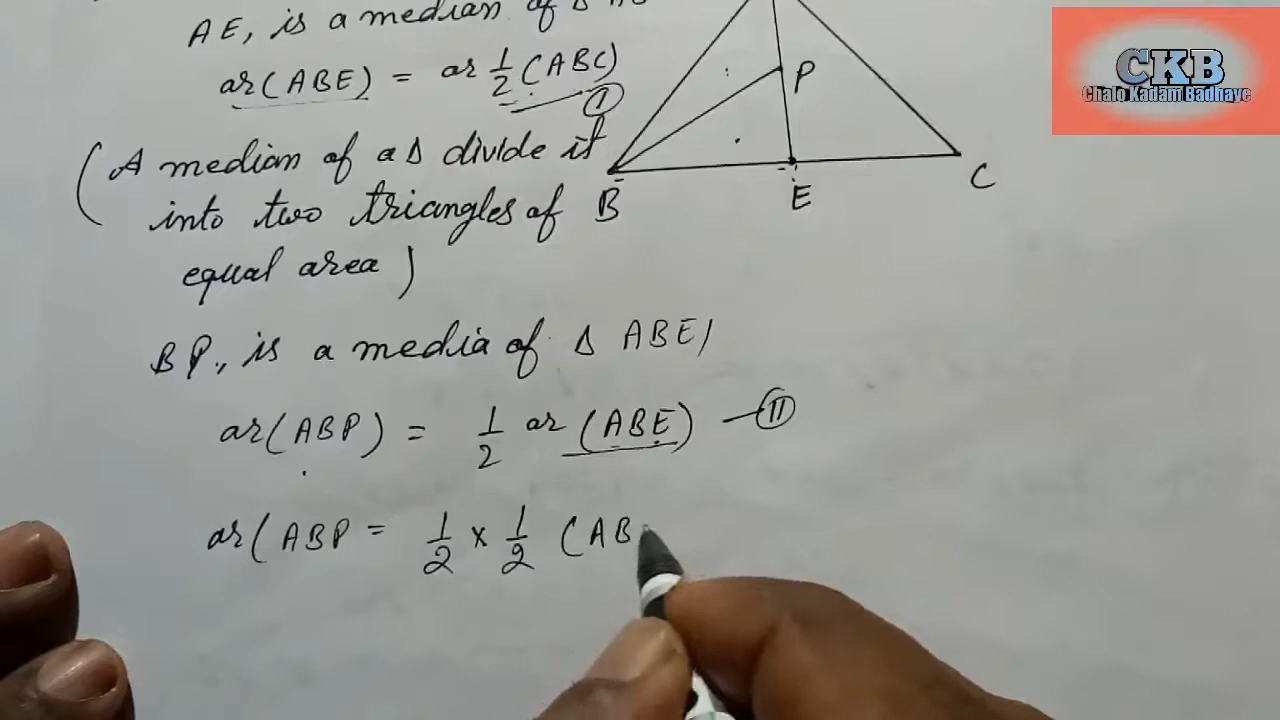 AE, is a median of Δ
ar(ABE) = ar 1/2 (ABC)
I
(A median of a Δ divide it
into two triangles of
equal area)
BP, is a media of Δ ABE,
ar(ABP) = 1/2 ar (ABE) — II
ar(ABP = 1/2 x 1/2 (AB
P
B
E
C
CKB
Chalo Kadam Badhaye